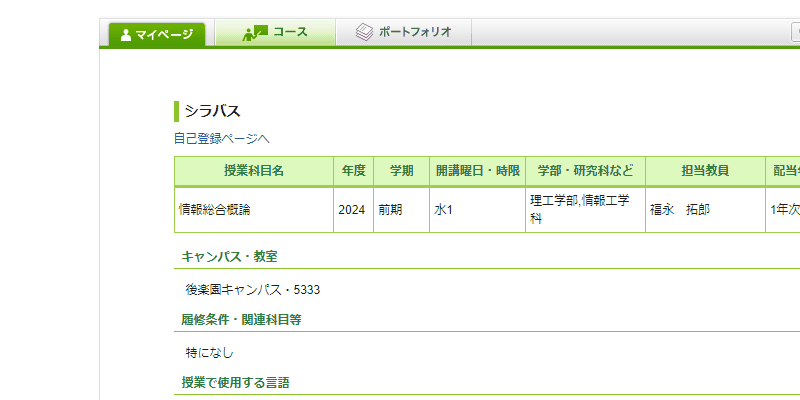 マイページ コース ポートフォリオ
シラバス
自己登録ページへ
授業科目名 年度 学期 開講曜日・時限 学部・研究科など 担当教員 配当
情報総合概論 2024 前期 水1 理工学部,情報工学 福永 拓郎 1年次
科
キャンパス・教室
後楽園キャンパス・5333
履修条件・関連科目等
特になし
授業で使用する言語